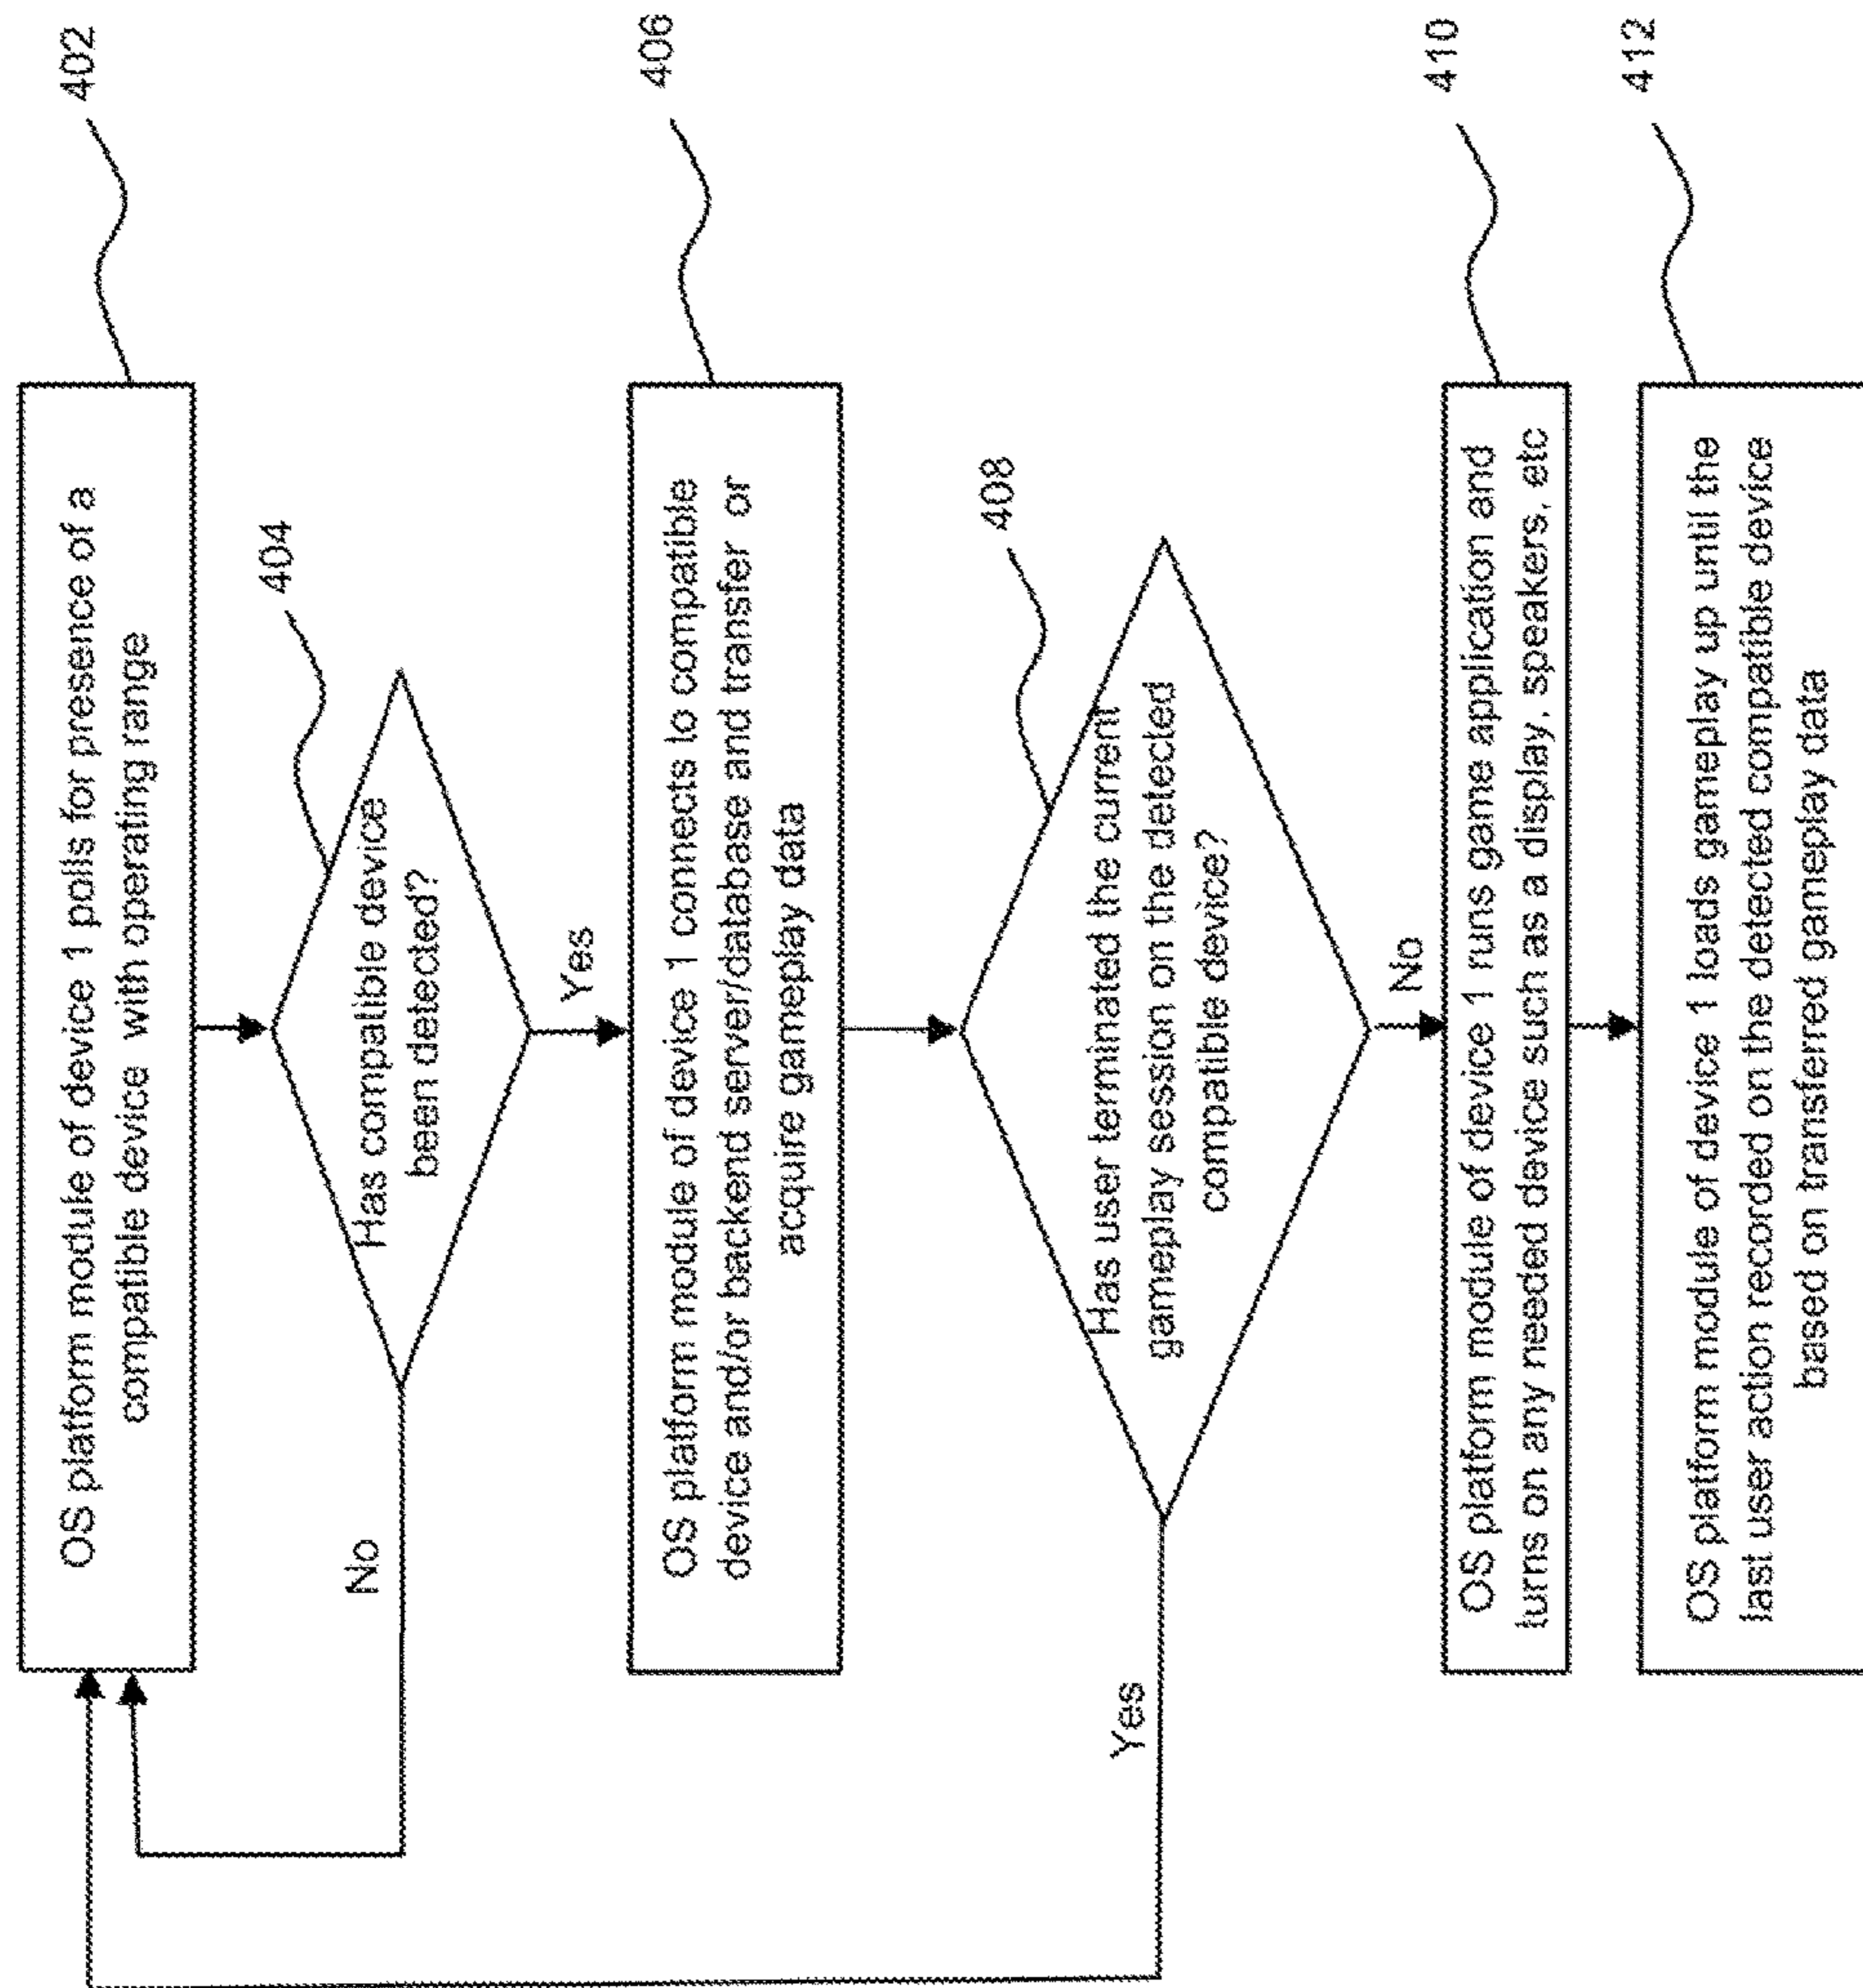 OS platform module of device 1 polls for presence of a
compatible device with operating range
402
404
Has compatible device
been detected?
No
Yes
OS platform module of device 1 connects to compatible
device and/or backend server/database and transfer or
acquire gameplay data
406
408
Has user terminated the current
gameplay session on the detected
compatible device?
Yes
No
OS platform module of device 1 runs game application and
turns on any needed device such as a display, speakers, etc
410
OS platform module of device 1 loads gameplay up until the
last user action recorded on the detected compatible device
based on transferred gameplay data
412